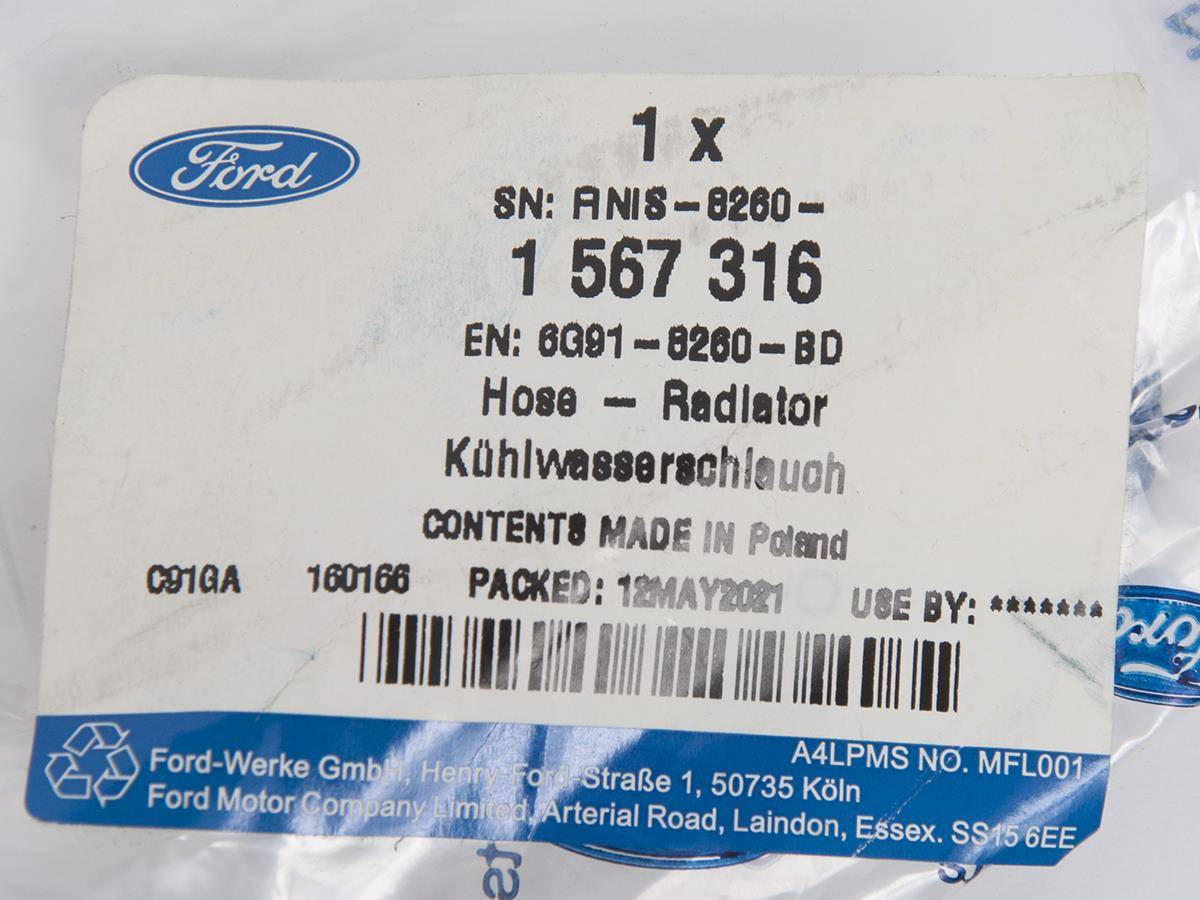 Ford
1 x
SN: ANIS-8260-
1 567 316
EN: 6G91-8260-BD
Hose - Radiator
Kühlwasserschlauch
CONTENTS MADE IN Poland
C91GA 160166 PACKED: 12MAY2021 USE BY: *******
A4LPMS NO. MFL001
Ford-Werke GmbH, Henry-Ford-Straße 1, 50735 Köln
Ford Motor Company Limited, Arterial Road, Laindon, Essex. SS15 6EE
Ford